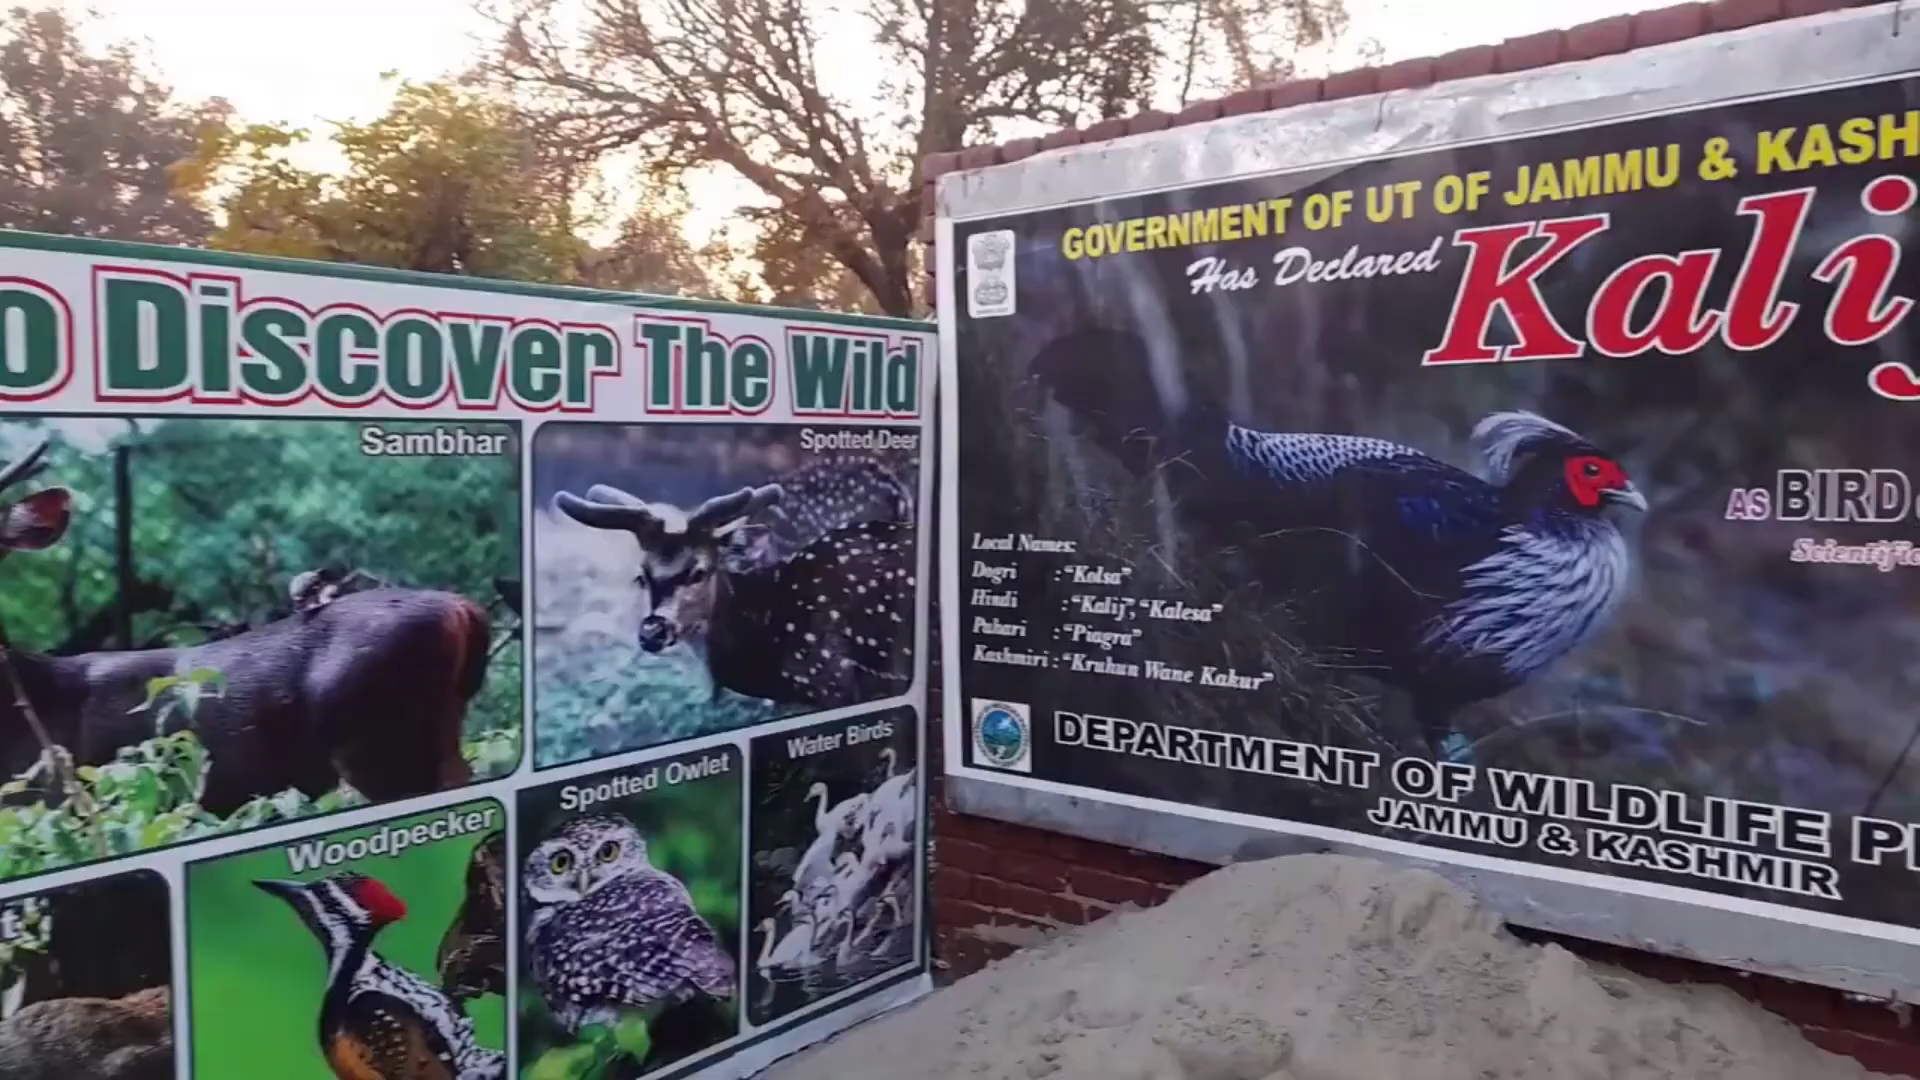 o Discover The Wild
Sambhar
Spotted Deer
Woodpecker
Spotted Owlet
Water Birds
GOVERNMENT OF UT OF JAMMU & KASH
Has Declared Kalij
AS BIRD
Scientific
Local Names:
Dogri : "Kolsa"
Hindi : "Kalij", "Kalesa"
Pahari : "Piagra"
Kashmiri : "Kruhun Wane Kakur"
DEPARTMENT OF WILDLIFE P
JAMMU & KASHMIR